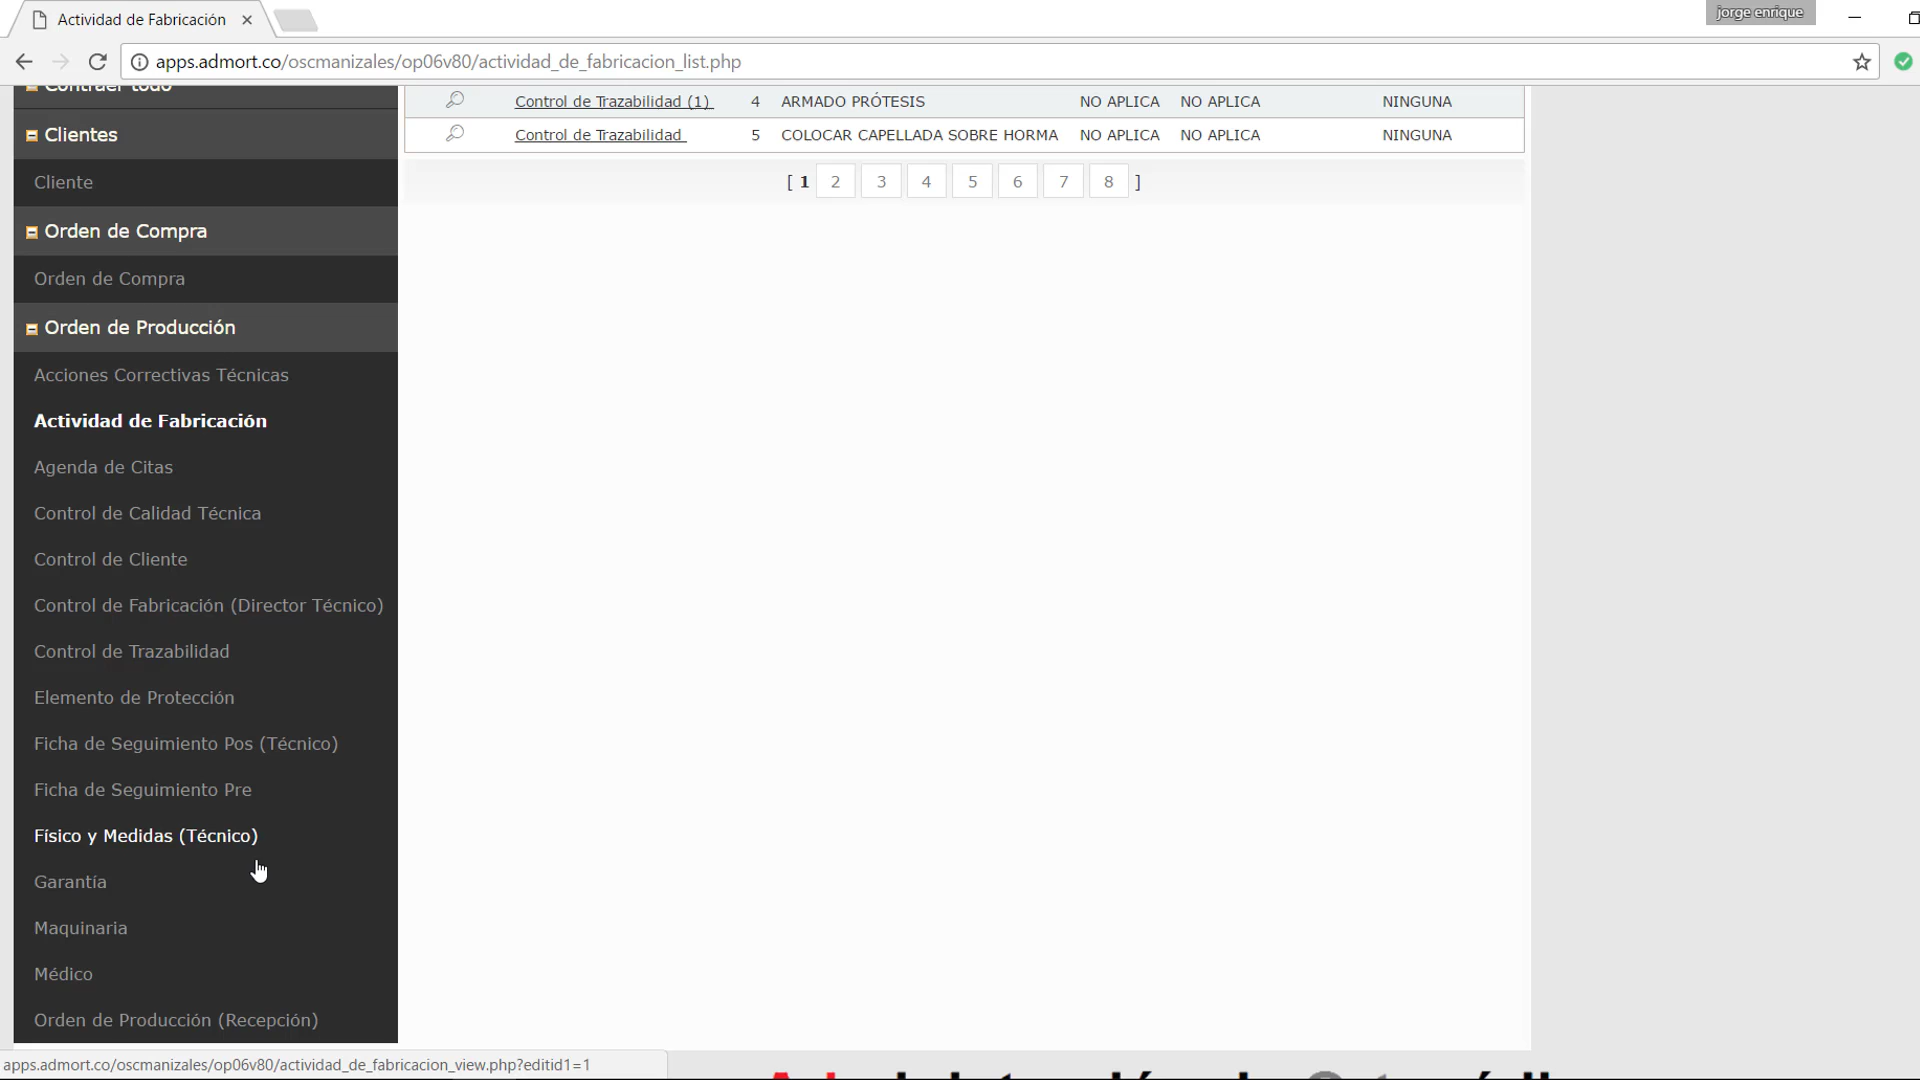 Actividad de Fabricación
jorge enrique
apps.admort.co/oscmanizales/op06v80/actividad_de_fabricacion_list.php
Contraer todo
Clientes
Cliente
Orden de Compra
Orden de Compra
Orden de Producción
Acciones Correctivas Técnicas
Actividad de Fabricación
Agenda de Citas
Control de Calidad Técnica
Control de Cliente
Control de Fabricación (Director Técnico)
Control de Trazabilidad
Elemento de Protección
Ficha de Seguimiento Pos (Técnico)
Ficha de Seguimiento Pre
Físico y Medidas (Técnico)
Garantía
Maquinaria
Médico
Orden de Producción (Recepción)
Control de Trazabilidad (1) 4 ARMADO PRÓTESIS NO APLICA NO APLICA NINGUNA
Control de Trazabilidad 5 COLOCAR CAPELLADA SOBRE HORMA NO APLICA NO APLICA NINGUNA
[ 1 2 3 4 5 6 7 8 ]
apps.admort.co/oscmanizales/op06v80/actividad_de_fabricacion_view.php?editid1=1